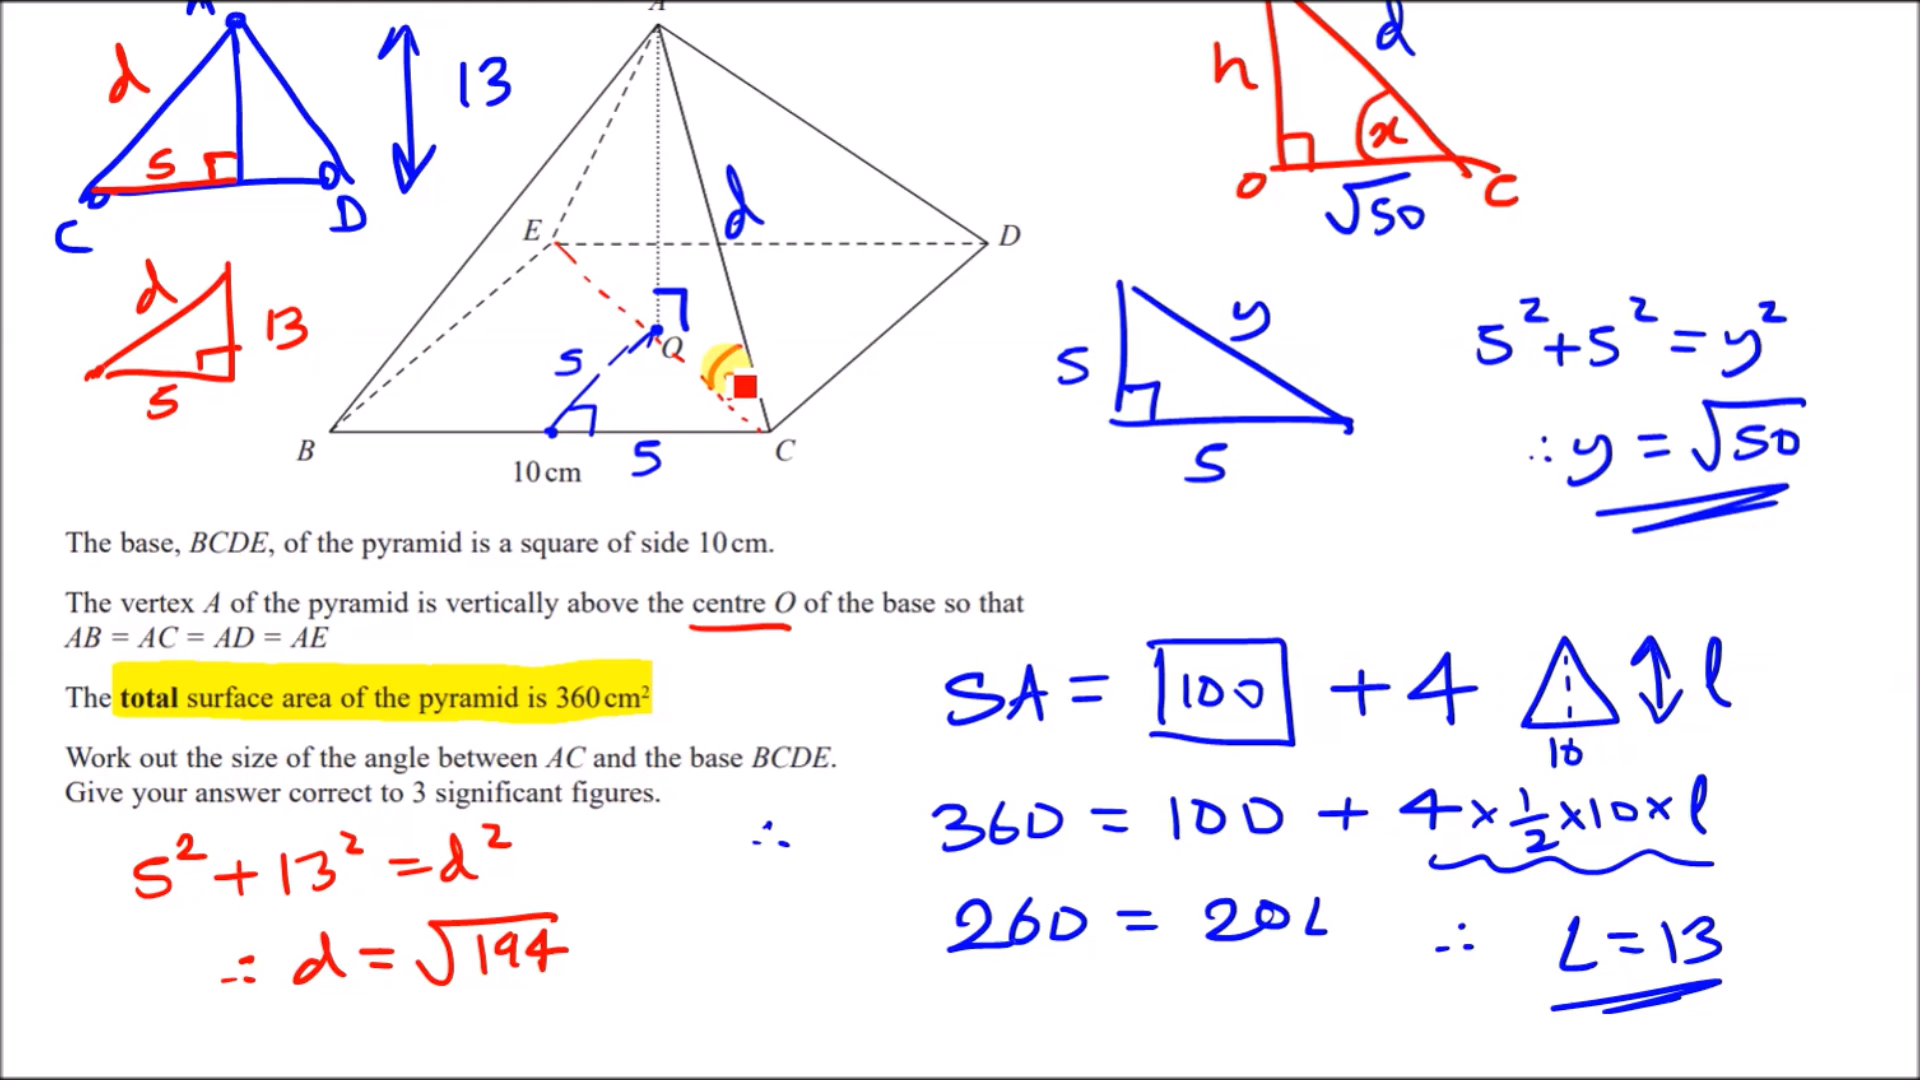 A
d
13
5
C
D
d
13
5
A
E
D
d
O
5
B
5
C
10 cm
h
d
x
O
√50
C
5
y
5
5² + 5² = y²
∴ y = √50
The base, BCDE, of the pyramid is a square of side 10 cm.
The vertex A of the pyramid is vertically above the centre O of the base so that
AB = AC = AD = AE
The total surface area of the pyramid is 360 cm²
Work out the size of the angle between AC and the base BCDE.
Give your answer correct to 3 significant figures.
5² + 13² = d²
∴ d = √194
SA = 100 + 4 l
10
∴ 360 = 100 + 4 × 1/2 × 10 × l
260 = 20L ∴ L = 13